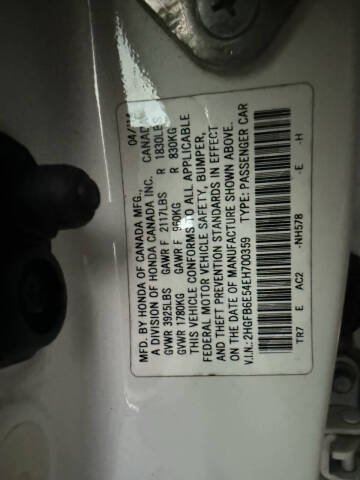 MFD. BY HONDA OF CANADA MFG., 04/
A DIVISION OF HONDA CANADA INC. CANADA
GVWR 3925LBS GAWR F 2117LBS R 1830LBS
GVWR 1780KG GAWR F 960KG R 830KG
THIS VEHICLE CONFORMS TO ALL APPLICABLE
FEDERAL MOTOR VEHICLE SAFETY, BUMPER,
AND THEFT PREVENTION STANDARDS IN EFFECT
ON THE DATE OF MANUFACTURE SHOWN ABOVE.
V.I.N.: 2HGFB6E54EH700359 TYPE: PASSENGER CAR
TR7 E AC2 -NH578 -E -H